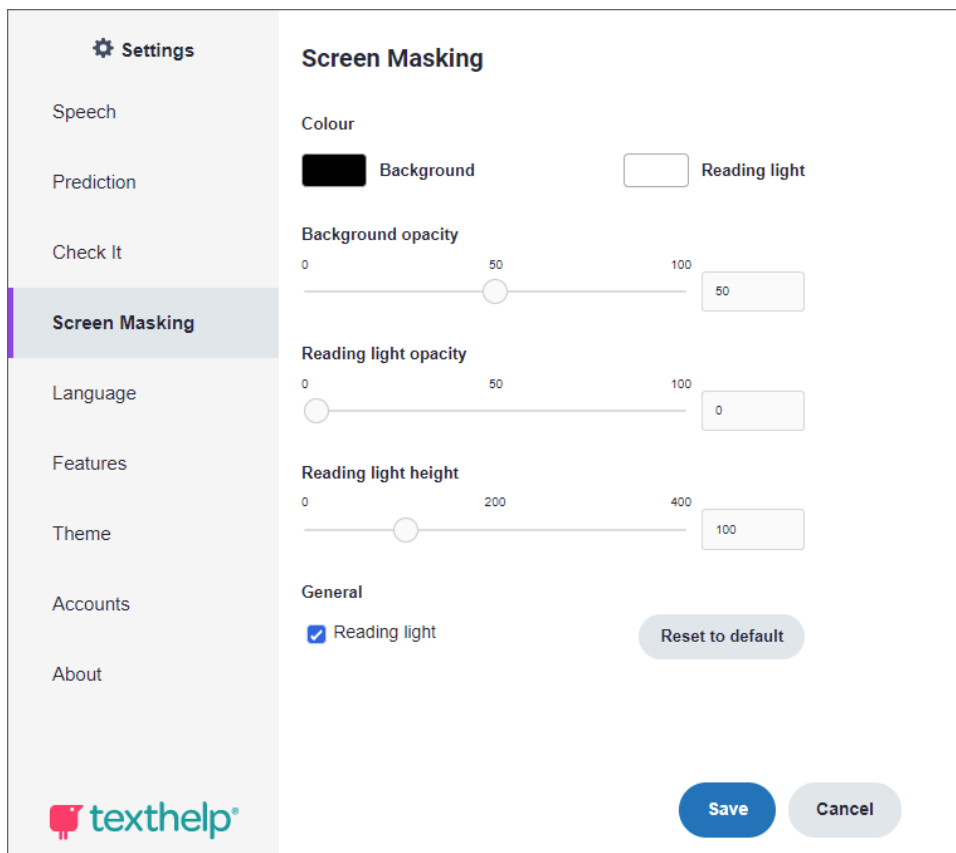 Settings
Speech
Prediction
Check It
Screen Masking
Language
Features
Theme
Accounts
About
texthelp®
Screen Masking
Colour
Background Reading light
Background opacity
0 50 100
50
Reading light opacity
0 50 100
0
Reading light height
0 200 400
100
General
Reading light Reset to default
Save Cancel